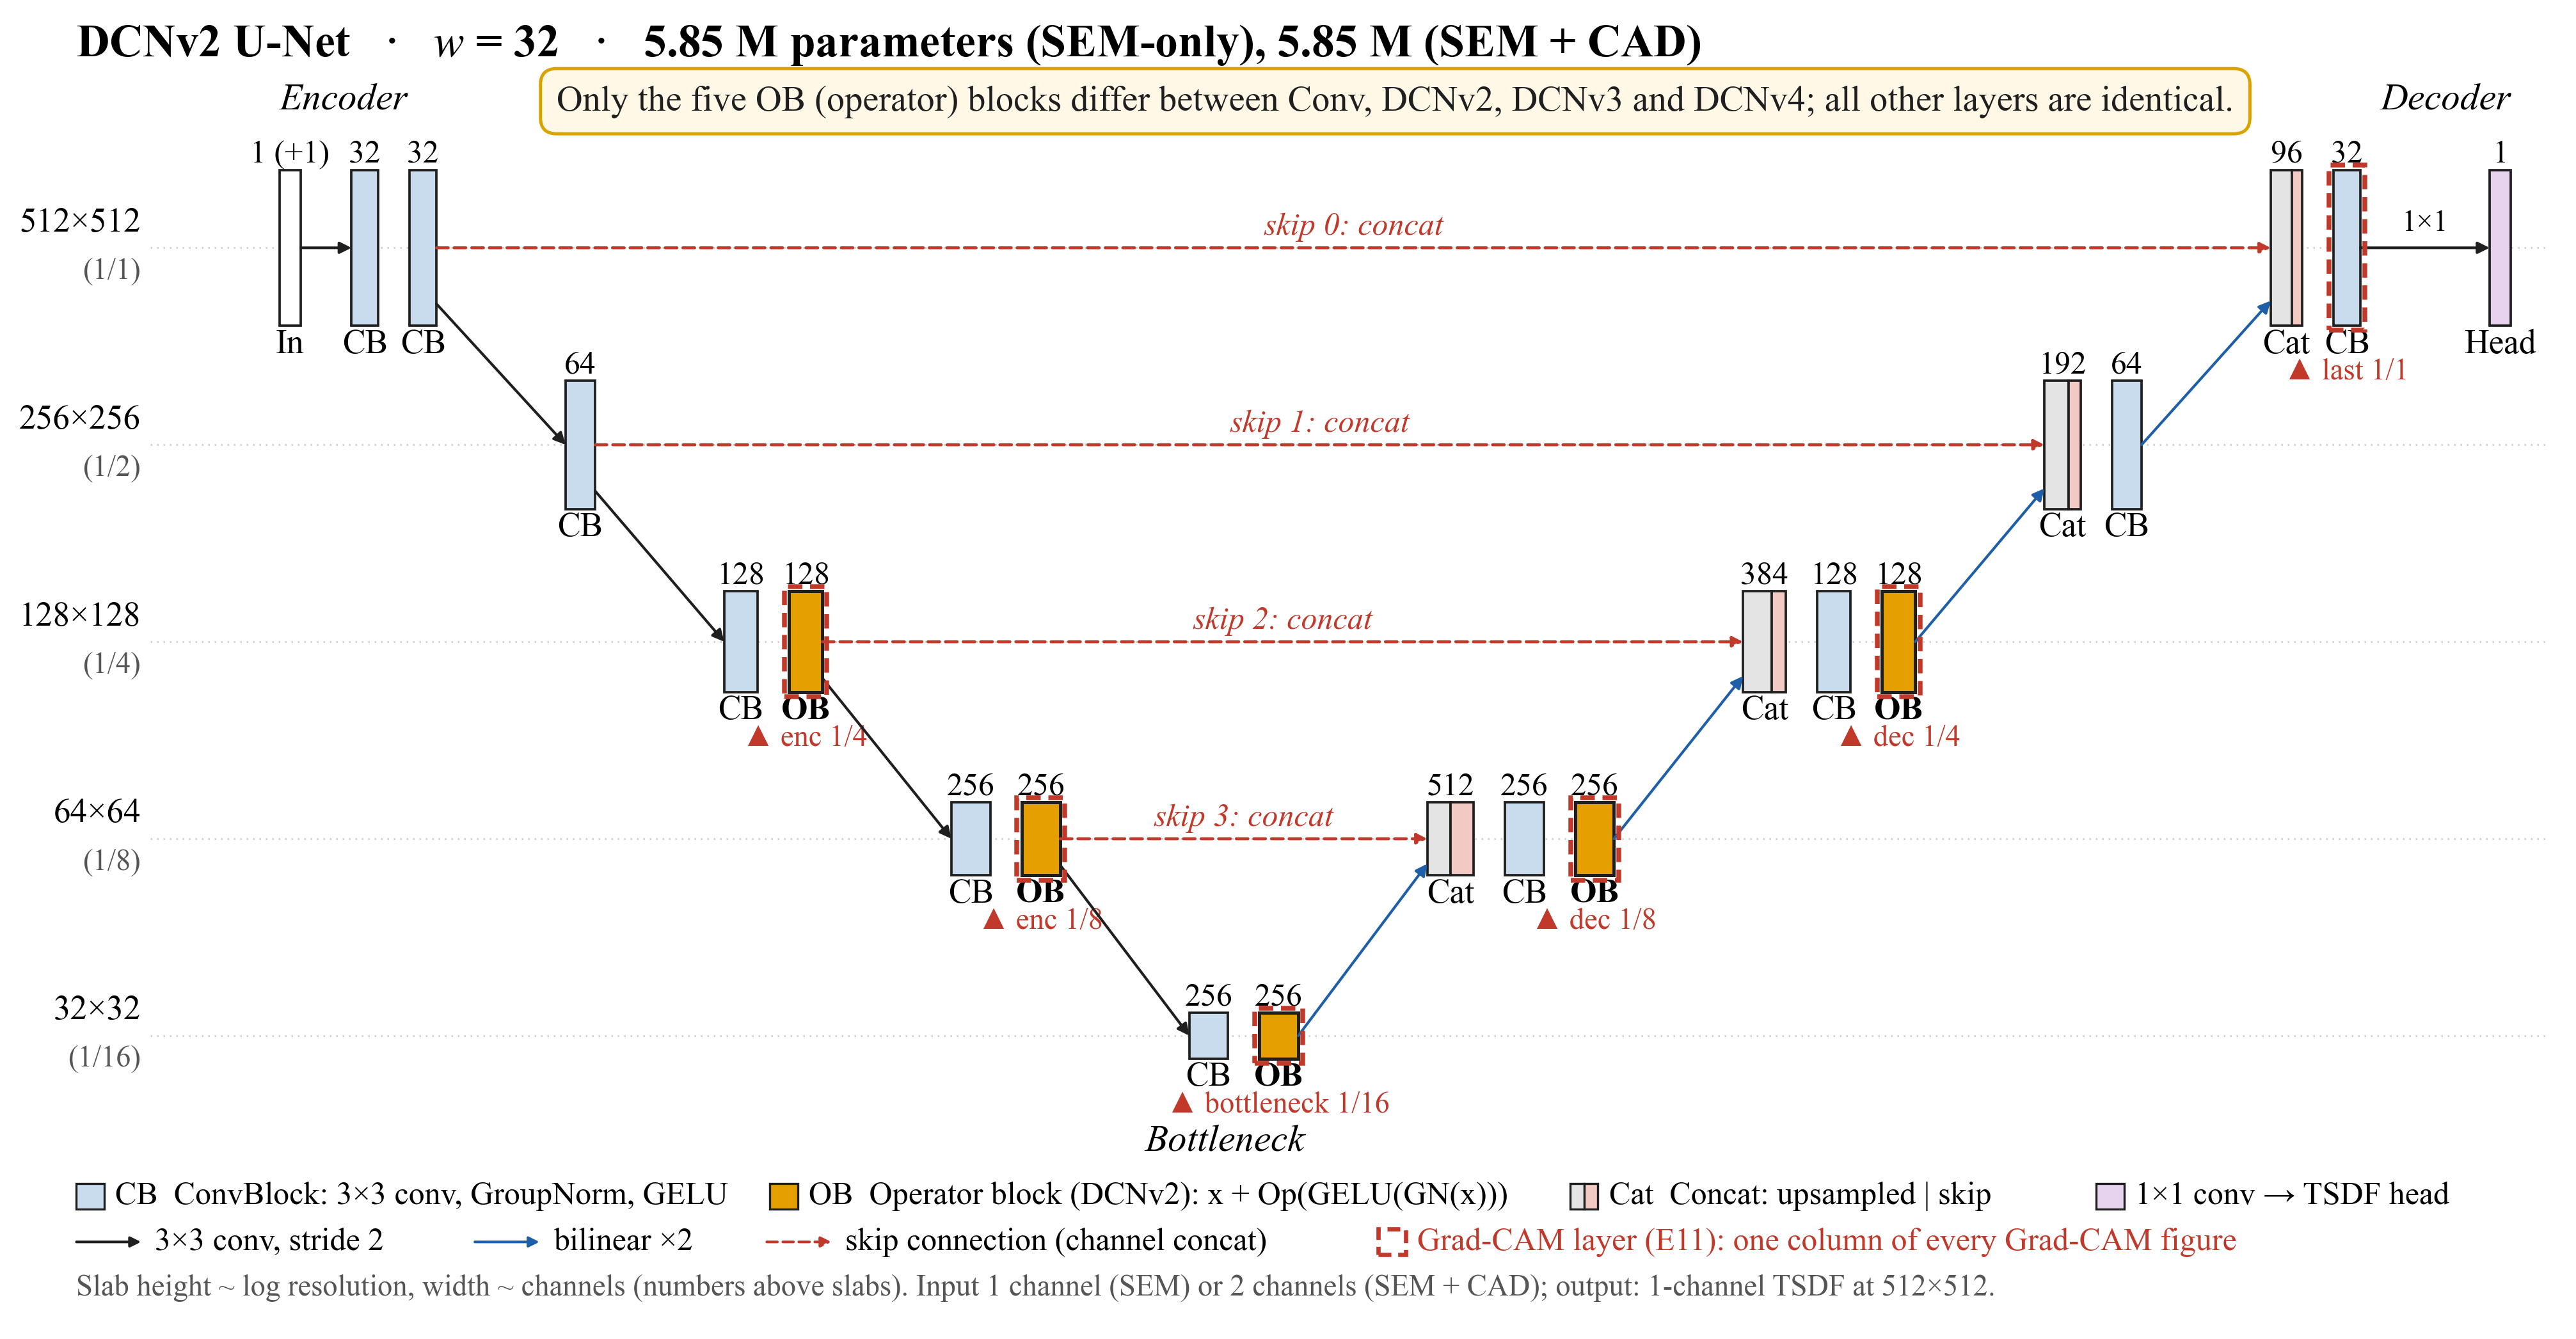 DCNv2 U-Net · w = 32 · 5.85 M parameters (SEM-only), 5.85 M (SEM + CAD)
Only the five OB (operator) blocks differ between Conv, DCNv2, DCNv3 and DCNv4; all other layers are identical.
Encoder
Decoder
1 (+1) 32 32
96 32 1
512×512
(1/1)
skip 0: concat
1×1
In CB CB
Cat CB Head
▲ last 1/1
64
192 64
256×256
(1/2)
skip 1: concat
CB
Cat CB
128 128
384 128 128
128×128
(1/4)
skip 2: concat
CB OB
Cat CB OB
▲ enc 1/4
▲ dec 1/4
256 256
512 256 256
64×64
(1/8)
skip 3: concat
CB OB
Cat CB OB
▲ enc 1/8
▲ dec 1/8
256 256
32×32
(1/16)
CB OB
▲ bottleneck 1/16
Bottleneck
CB ConvBlock: 3×3 conv, GroupNorm, GELU
OB Operator block (DCNv2): x + Op(GELU(GN(x)))
Cat Concat: upsampled | skip
1×1 conv → TSDF head
3×3 conv, stride 2
bilinear ×2
skip connection (channel concat)
Grad-CAM layer (E11): one column of every Grad-CAM figure
Slab height ~ log resolution, width ~ channels (numbers above slabs). Input 1 channel (SEM) or 2 channels (SEM + CAD); output: 1-channel TSDF at 512×512.